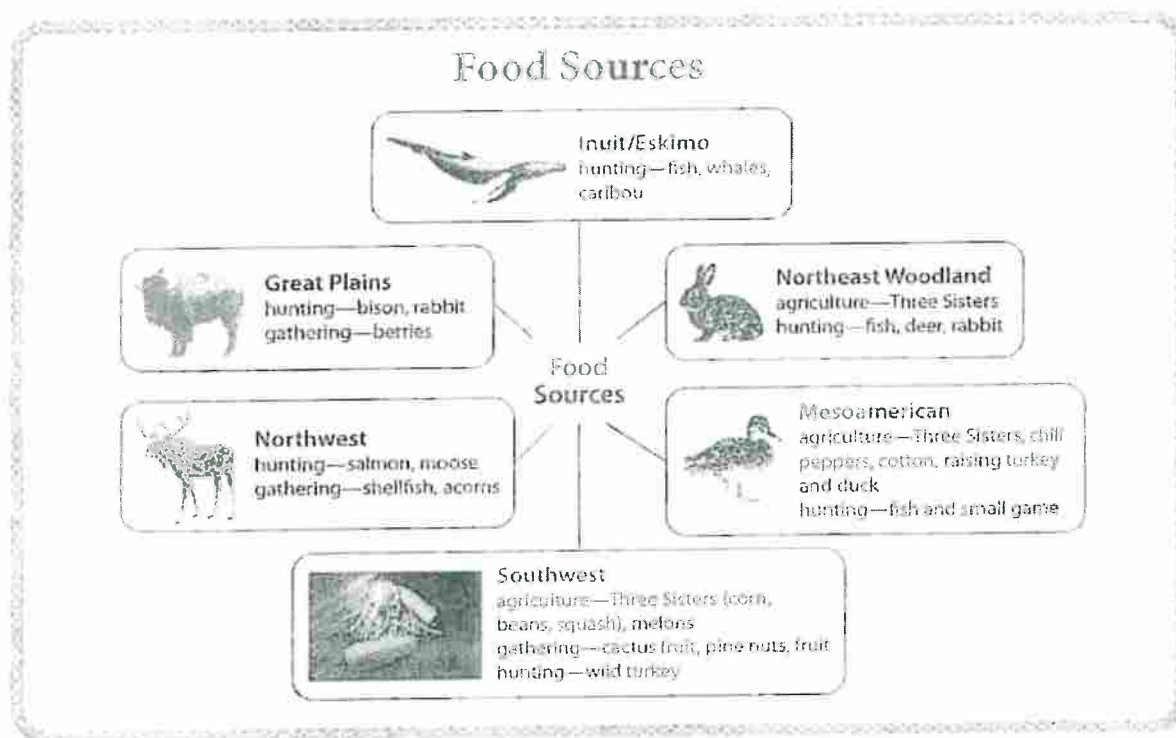 Food Sources
Inuit/Eskimo
hunting—fish, whales,
caribou
Great Plains
hunting—bison, rabbit
gathering—berries
Northeast Woodland
agriculture—Three Sisters
hunting—fish, deer, rabbit
Food
Sources
Northwest
hunting—salmon, moose
gathering—shellfish, acorns
Mesoamerican
agriculture—Three Sisters, chili
peppers, cotton, raising turkey
and duck
hunting—fish and small game
Southwest
agriculture—Three Sisters (corn,
beans, squash), melons
gathering—cactus fruit, pine nuts, fruit
hunting—wild turkey